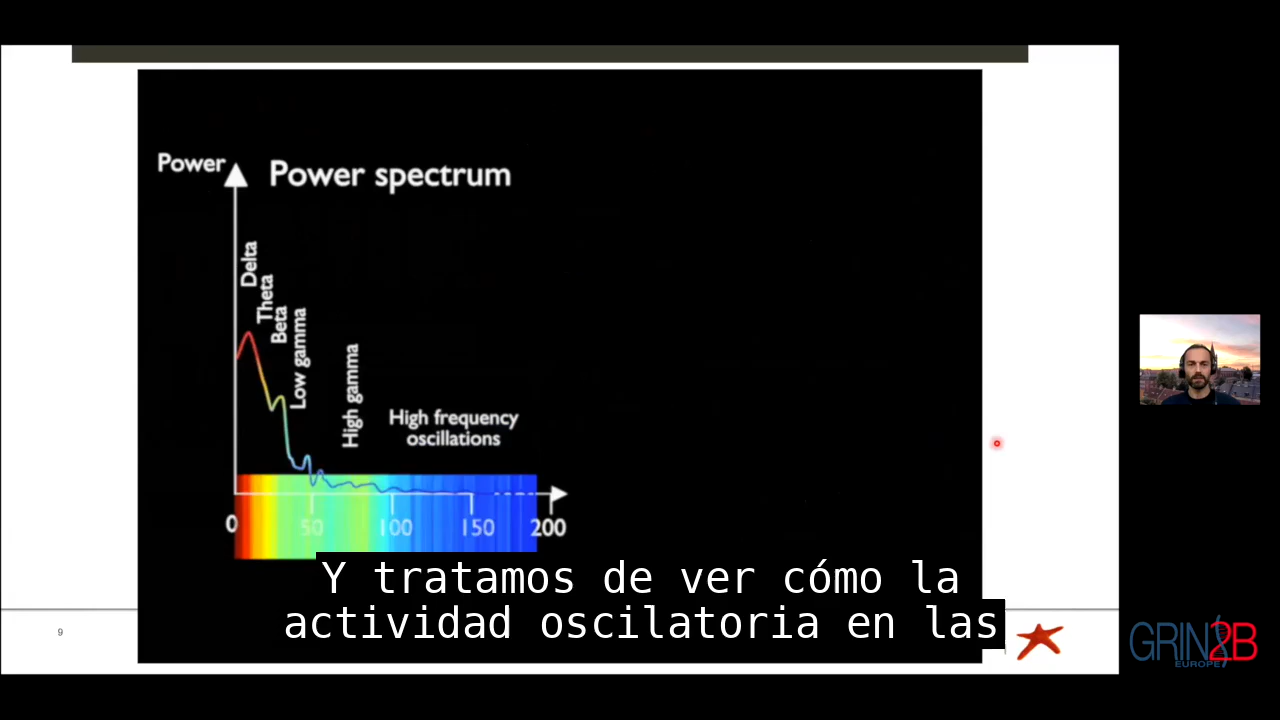 Power
Power spectrum
Delta
Theta
Beta
Low gamma
High gamma
High frequency
oscillations
0 50 100 150 200
Y tratamos de ver cómo la
actividad oscilatoria en las
9
GRIN2B
EUROPE